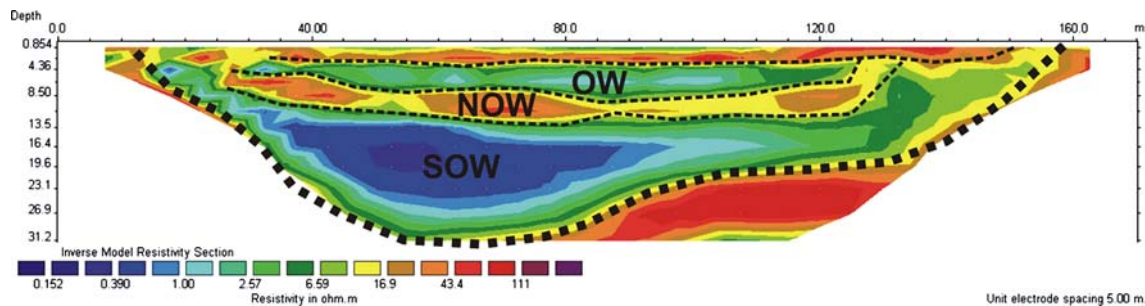 Depth
0.0 40.00 80.0 120.0 160.0 m
0.854
4.36
8.50
13.5
16.4
19.6
23.1
26.9
31.2
OW
NOW
SOW
Inverse Model Resistivity Section
0.152 0.390 1.00 2.57 6.59 16.9 43.4 111
Resistivity in ohm.m
Unit electrode spacing 5.00 m